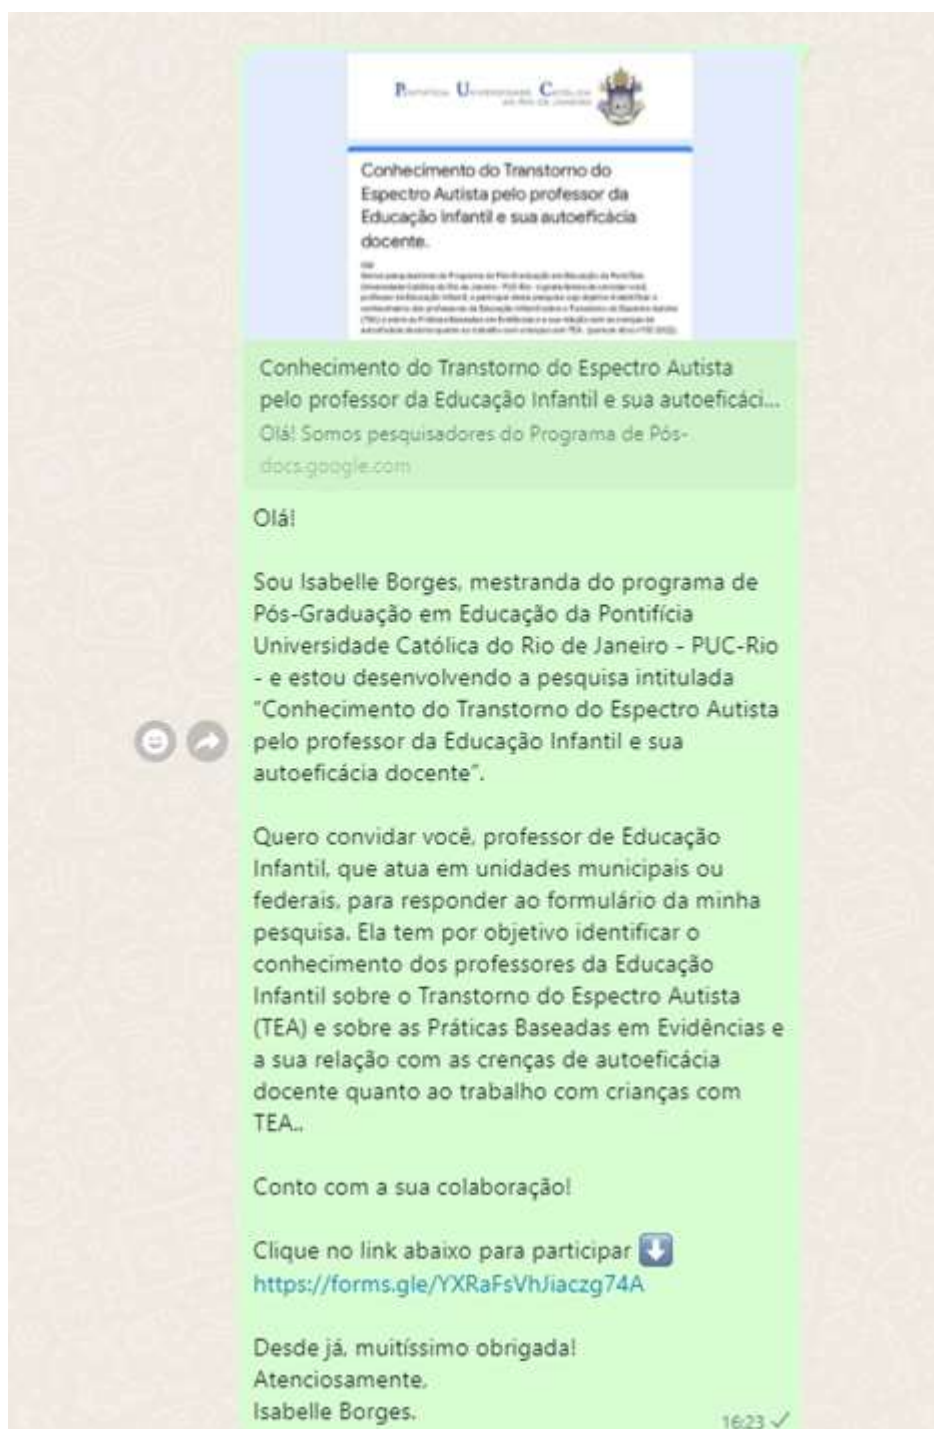 PONTIFÍCIA UNIVERSIDADE CATÓLICA
DO RIO DE JANEIRO
Conhecimento do Transtorno do
Espectro Autista pelo professor da
Educação Infantil e sua autoeficácia
docente.
Conhecimento do Transtorno do Espectro Autista
pelo professor da Educação Infantil e sua autoeficáci...
Olá! Somos pesquisadores do Programa de Pós-
docs.google.com
Olá!
Sou Isabelle Borges, mestranda do programa de
Pós-Graduação em Educação da Pontifícia
Universidade Católica do Rio de Janeiro - PUC-Rio
- e estou desenvolvendo a pesquisa intitulada
"Conhecimento do Transtorno do Espectro Autista
pelo professor da Educação Infantil e sua
autoeficácia docente".
Quero convidar você, professor de Educação
Infantil, que atua em unidades municipais ou
federais, para responder ao formulário da minha
pesquisa. Ela tem por objetivo identificar o
conhecimento dos professores da Educação
Infantil sobre o Transtorno do Espectro Autista
(TEA) e sobre as Práticas Baseadas em Evidências e
a sua relação com as crenças de autoeficácia
docente quanto ao trabalho com crianças com
TEA..
Conto com a sua colaboração!
Clique no link abaixo para participar ⬇️
https://forms.gle/YXRaFsVhJiaczg74A
Desde já, muitíssimo obrigada!
Atenciosamente,
Isabelle Borges.
16:23